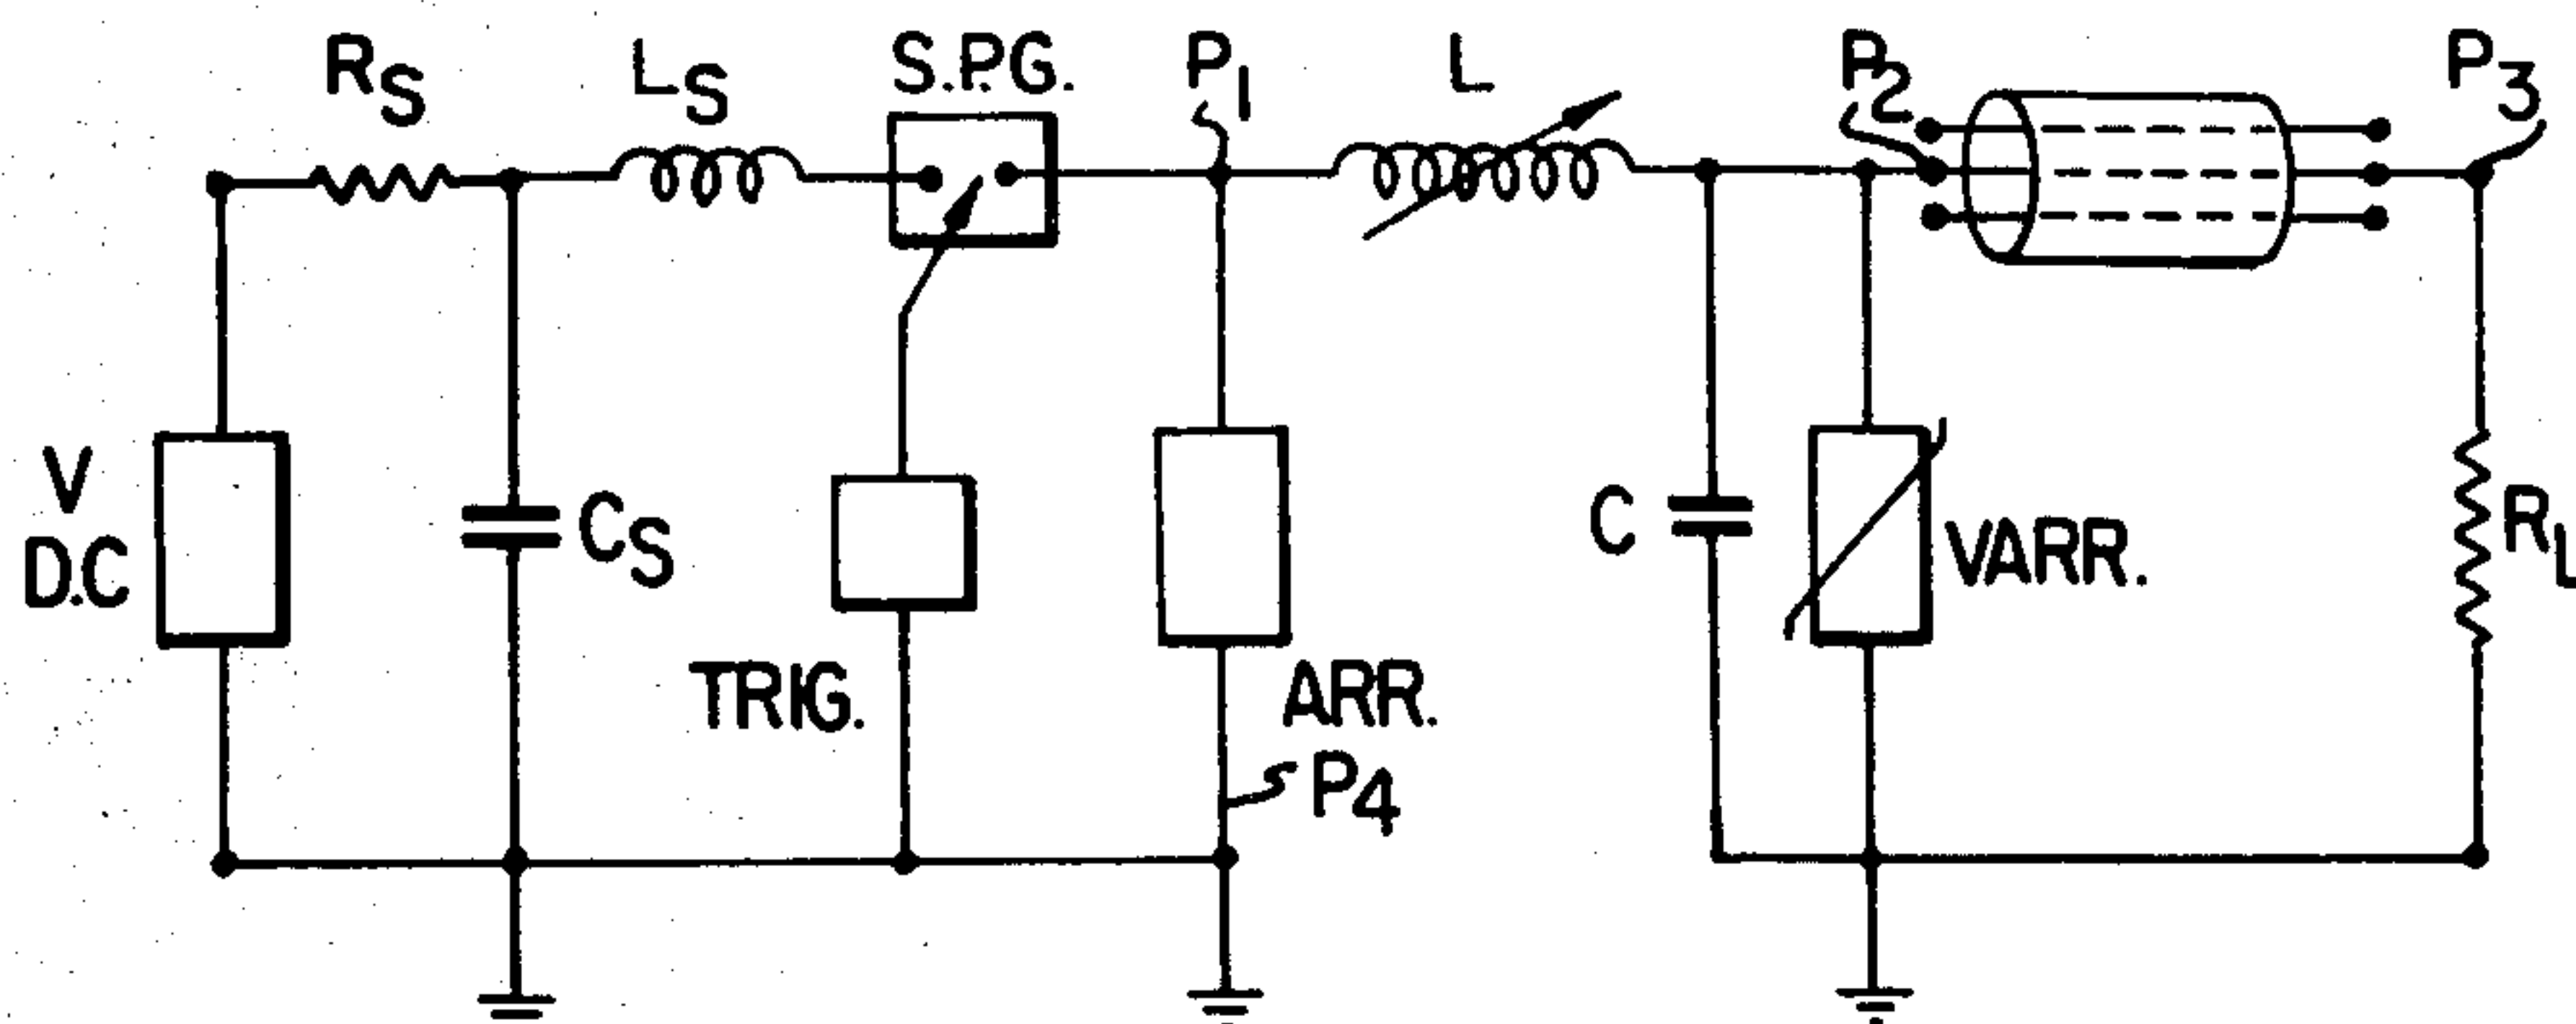 RS
LS
S.P.G.
P1
L
P2
P3
V
D.C
CS
TRIG.
ARR.
P4
C
VARR.
RL